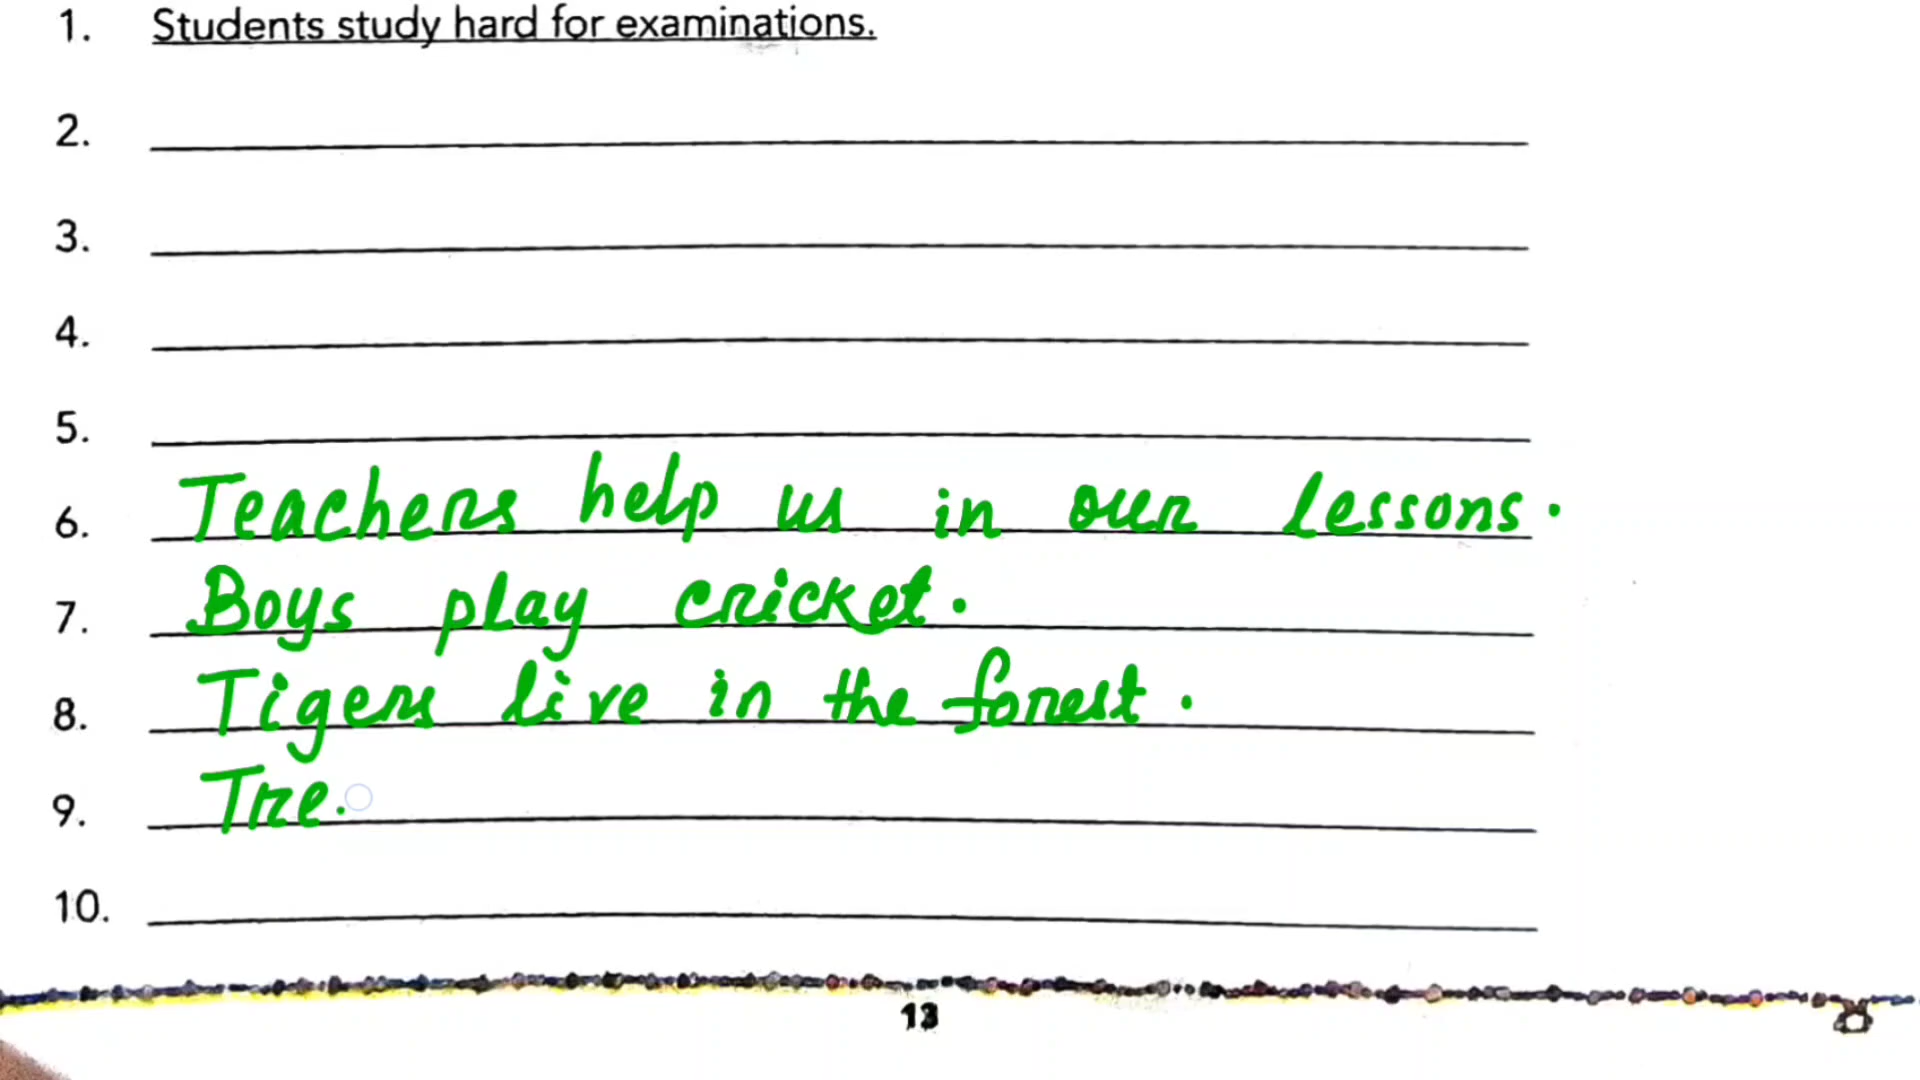 1. Students study hard for examinations.
2.
3.
4.
5.
6. Teachers help us in our lessons.
7. Boys play cricket.
8. Tigers live in the forest.
9. Tre.
10.
13